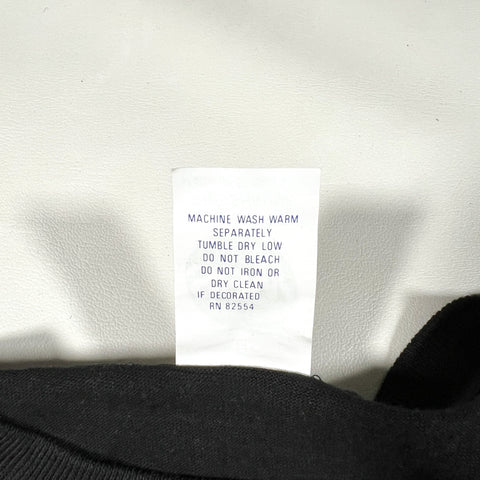 MACHINE WASH WARM
SEPARATELY
TUMBLE DRY LOW
DO NOT BLEACH
DO NOT IRON OR
DRY CLEAN
IF DECORATED
RN 82554